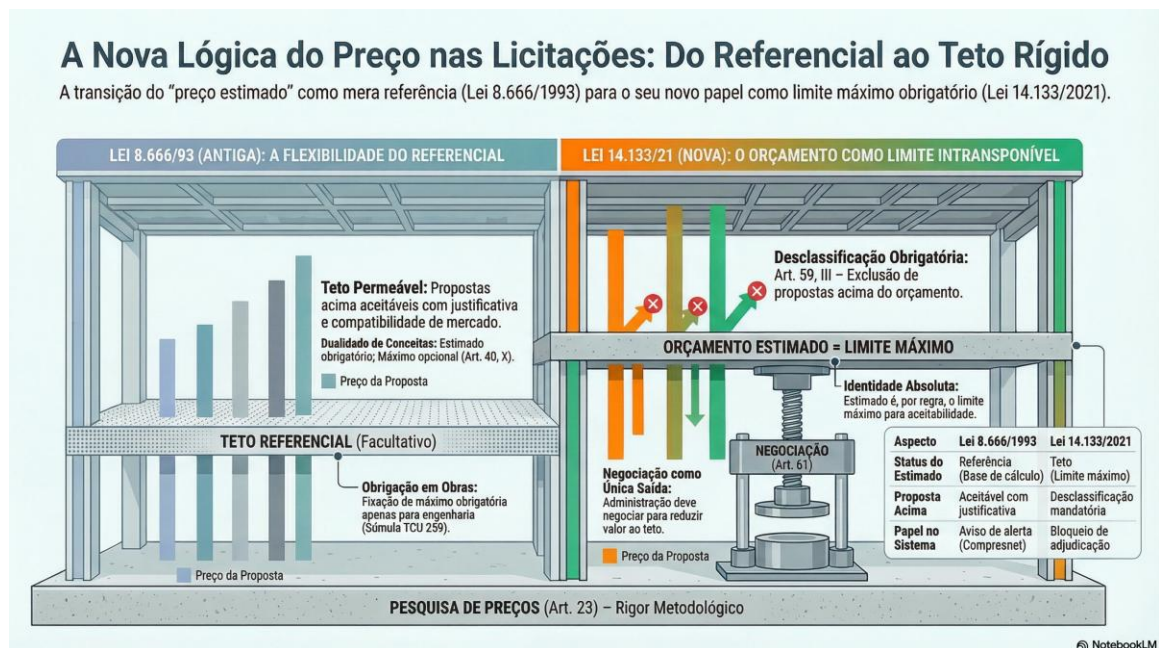 A Nova Lógica do Preço nas Licitações: Do Referencial ao Teto Rígido
A transição do “preço estimado” como mera referência (Lei 8.666/1993) para o seu novo papel como limite máximo obrigatório (Lei 14.133/2021).
LEI 8.666/93 (ANTIGA): A FLEXIBILIDADE DO REFERENCIAL
Teto Permeável: Propostas
acima aceitáveis com justificativa
e compatibilidade de mercado.
Dualidado de Conceitas: Estimado
obrigatório; Máximo opcional (Art. 40, X).
Preço da Proposta
TETO REFERENCIAL (Facultativo)
Obrigação em Obras:
Fixação de máximo obrigatória
apenas para engenharia
(Súmula TCU 259).
Preço da Proposta
LEI 14.133/21 (NOVA): O ORÇAMENTO COMO LIMITE INTRANSPONÍVEL
Desclassificação Obrigatória:
Art. 59, III – Exclusão de
propostas acima do orçamento.
ORÇAMENTO ESTIMADO = LIMITE MÁXIMO
Identidade Absoluta:
Estimado é, por regra, o limite
máximo para aceitabilidade.
NEGOCIAÇÃO
(Art. 61)
Negociação como
Única Saída:
Administração deve
negociar para reduzir
valor ao teto.
Preço da Proposta
Aspecto Lei 8.666/1993 Lei 14.133/2021
Status do Referência Teto
Estimado (Base de cálculo) (Limite máximo)
Proposta Aceitável com Desclassificação
Acima justificativa mandatória
Papel no Aviso de alerta Bloqueio de
Sistema (Compresnet) adjudicação
PESQUISA DE PREÇOS (Art. 23) – Rigor Metodológico
NotebookLM